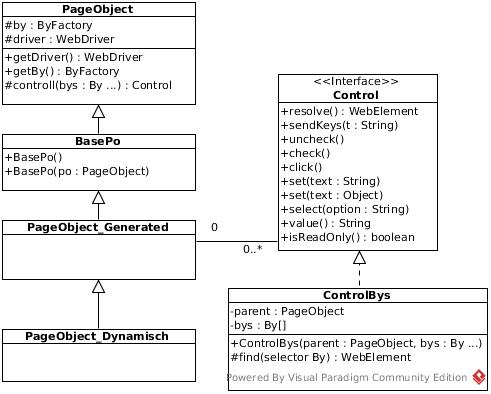 PageObject
#by : ByFactory
#driver : WebDriver
+getDriver() : WebDriver
+getBy() : ByFactory
#controll(bys : By ...) : Control
BasePo
+BasePo()
+BasePo(po : PageObject)
PageObject_Generated
PageObject_Dynamisch
0
0..*
<<Interface>>
Control
+resolve() : WebElement
+sendKeys(t : String)
+uncheck()
+check()
+click()
+set(text : String)
+set(text : Object)
+select(option : String)
+value() : String
+isReadOnly() : boolean
ControlBys
-parent : PageObject
-bys : By[]
+ControlBys(parent : PageObject, bys : By ...)
#find(selector By) : WebElement
Powered By Visual Paradigm Community Edition